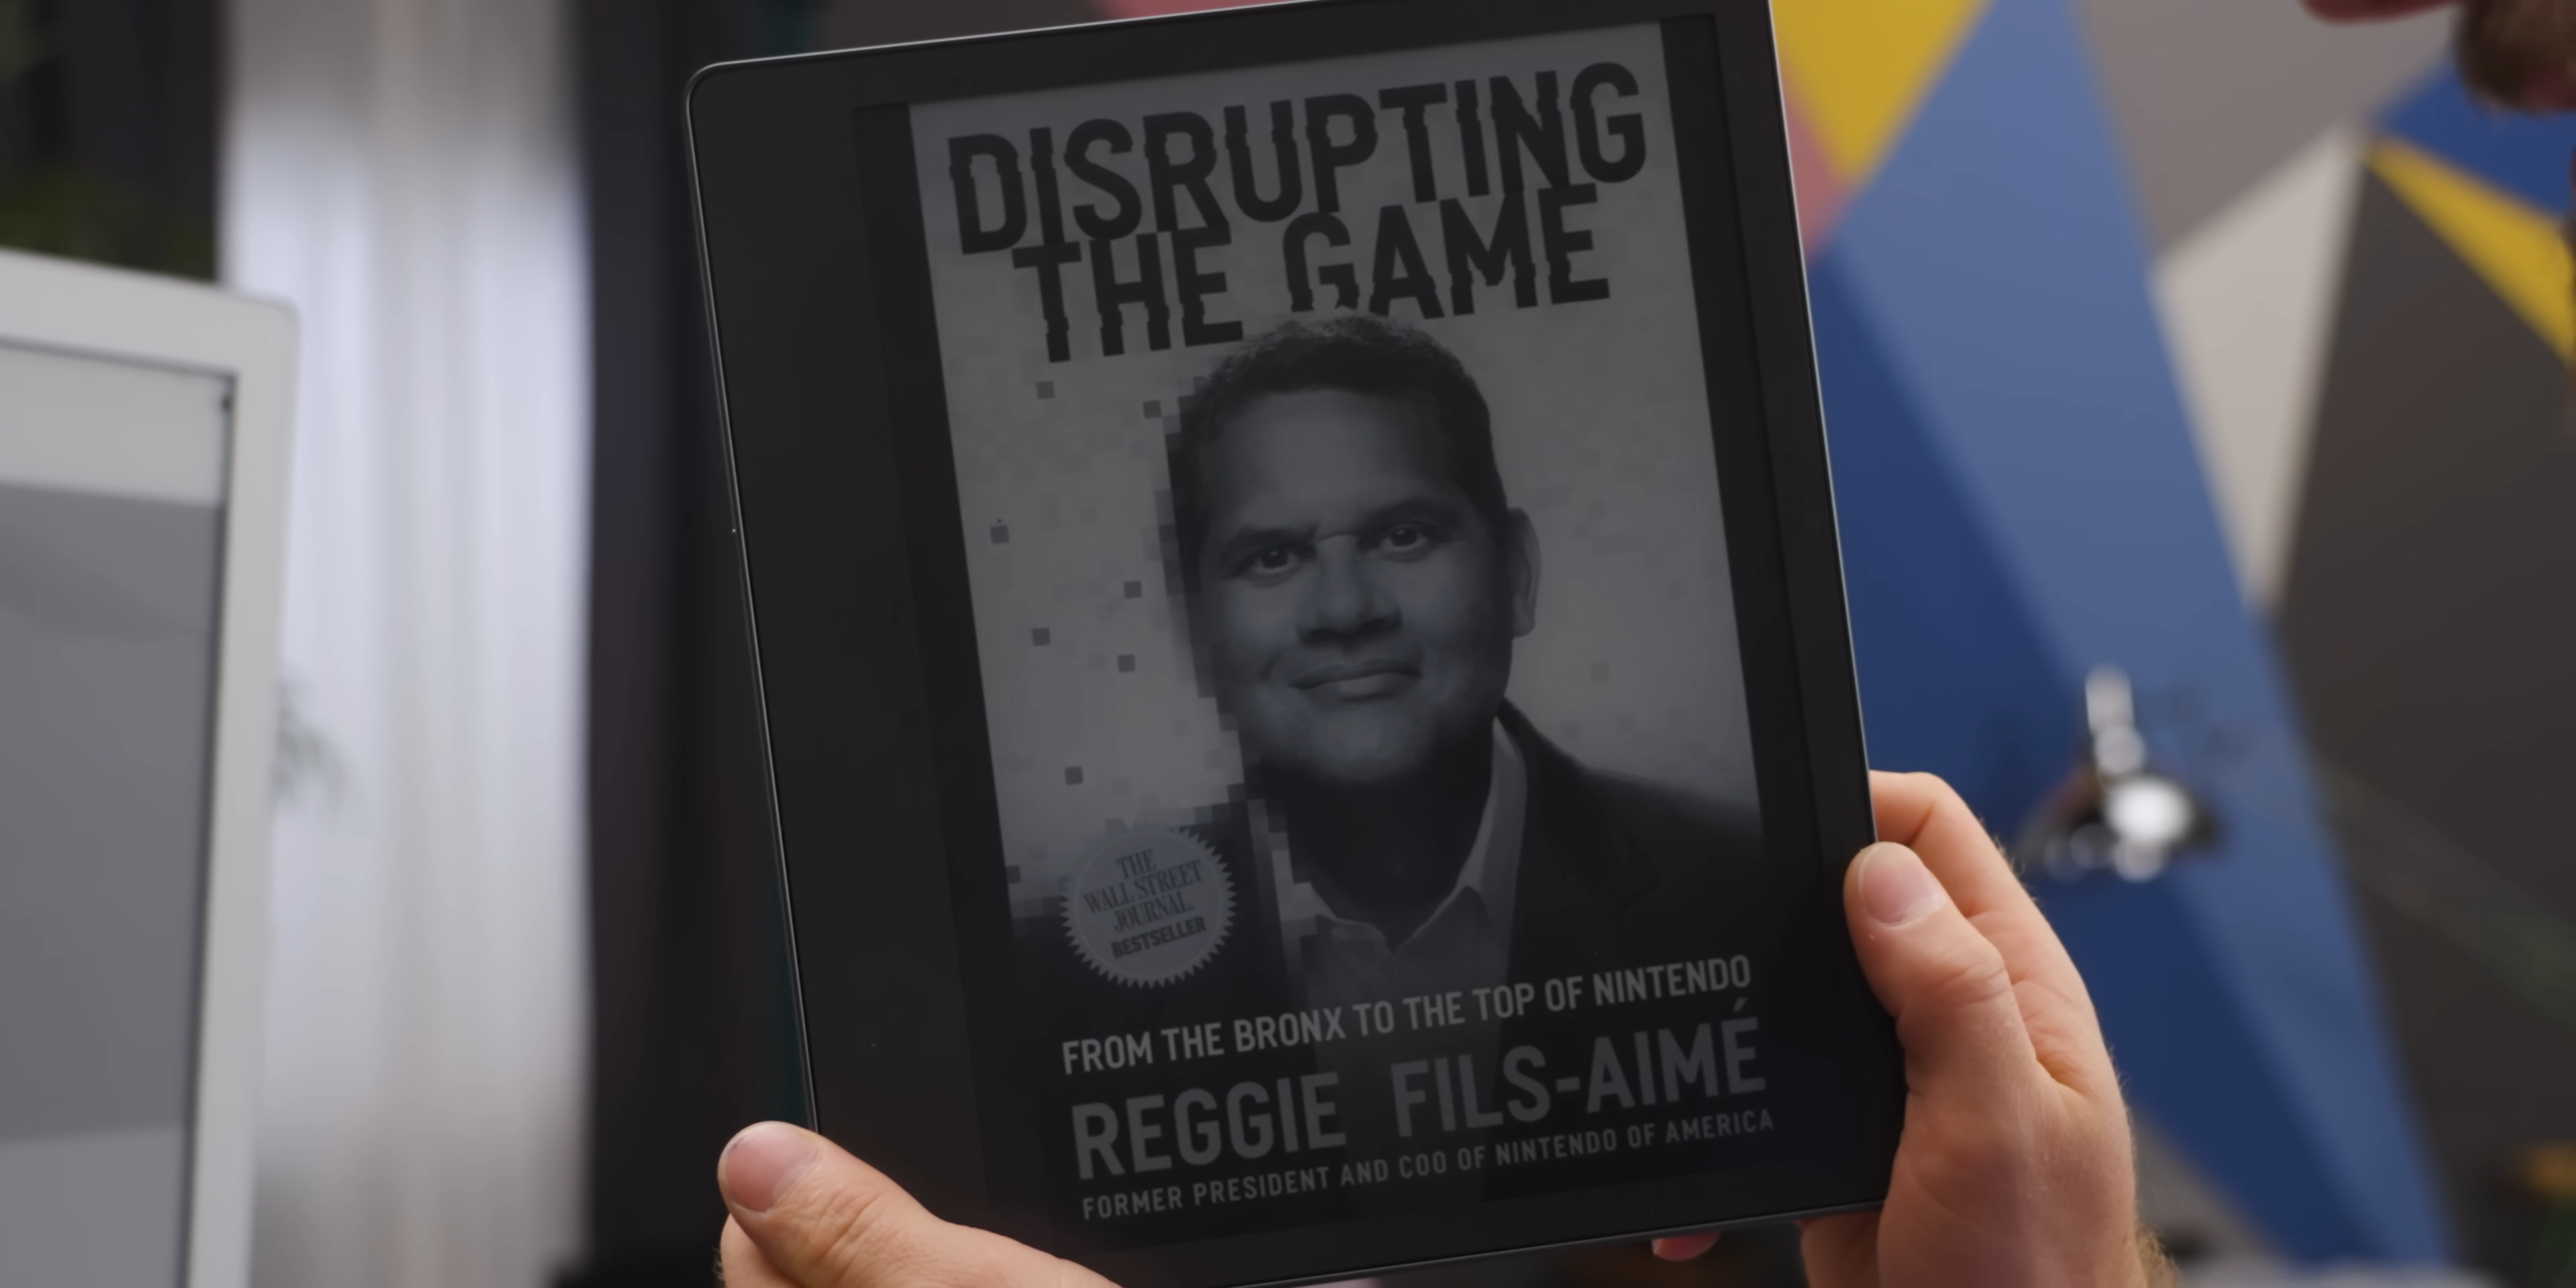 DISRUPTING
THE GAME
THE
WALL STREET
JOURNAL.
BESTSELLER
FROM THE BRONX TO THE TOP OF NINTENDO
REGGIE FILS-AIMÉ
FORMER PRESIDENT AND COO OF NINTENDO OF AMERICA